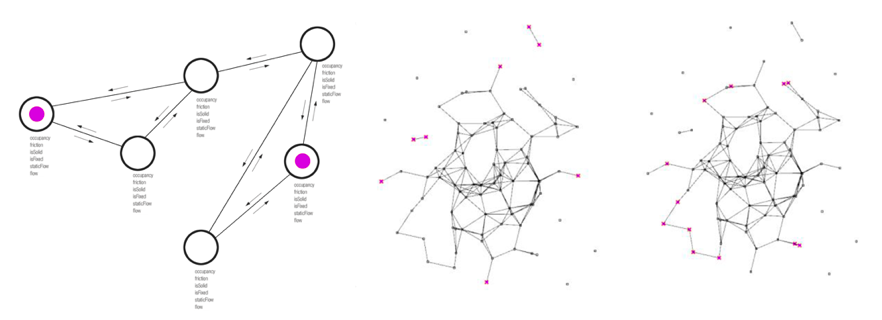 occupancy
friction
isSolid
isFixed
staticFlow
flow
occupancy
friction
isSolid
isFixed
staticFlow
flow
occupancy
friction
isSolid
isFixed
staticFlow
flow
occupancy
friction
isSolid
isFixed
staticFlow
flow
occupancy
friction
isSolid
isFixed
staticFlow
flow
occupancy
friction
isSolid
isFixed
staticFlow
flow